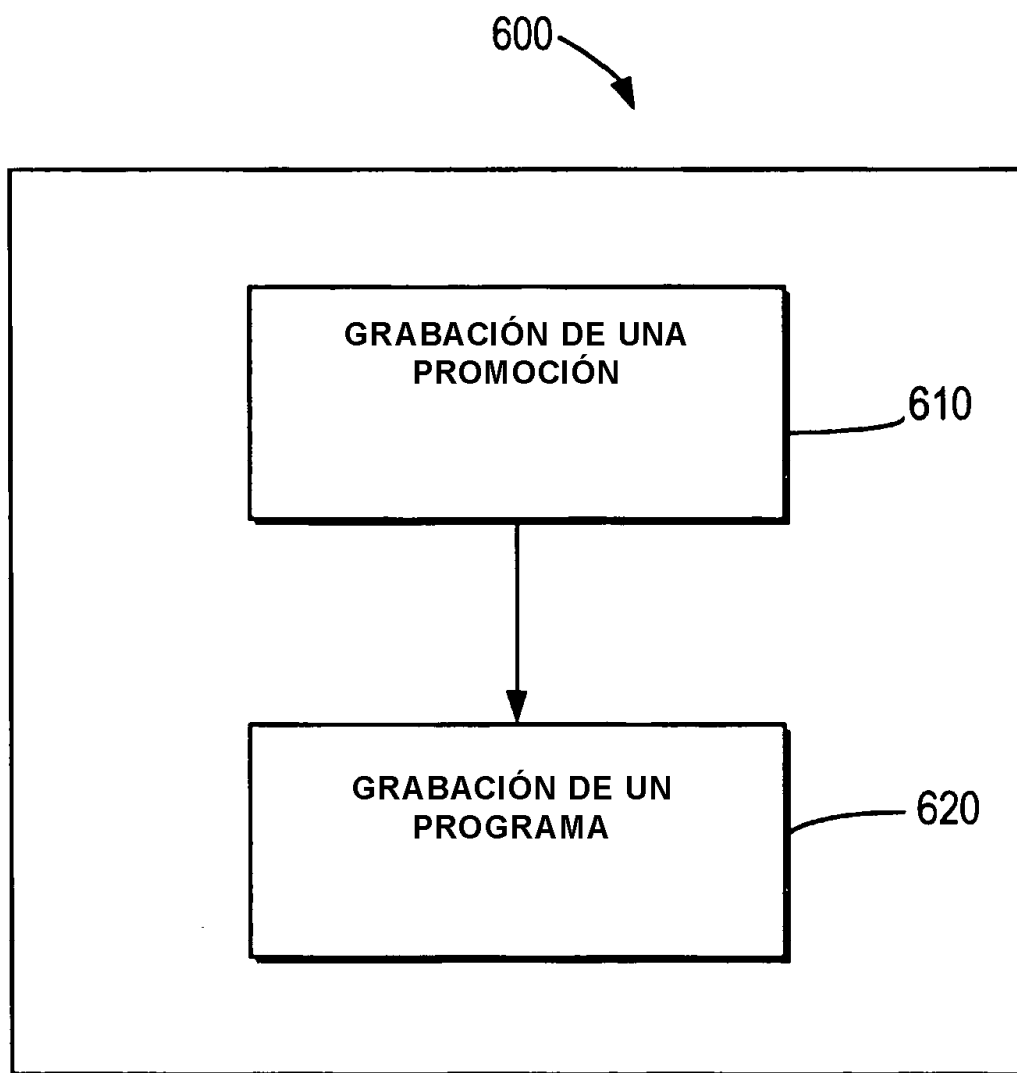 600
GRABACIÓN DE UNA
PROMOCIÓN
610
GRABACIÓN DE UN
PROGRAMA
620